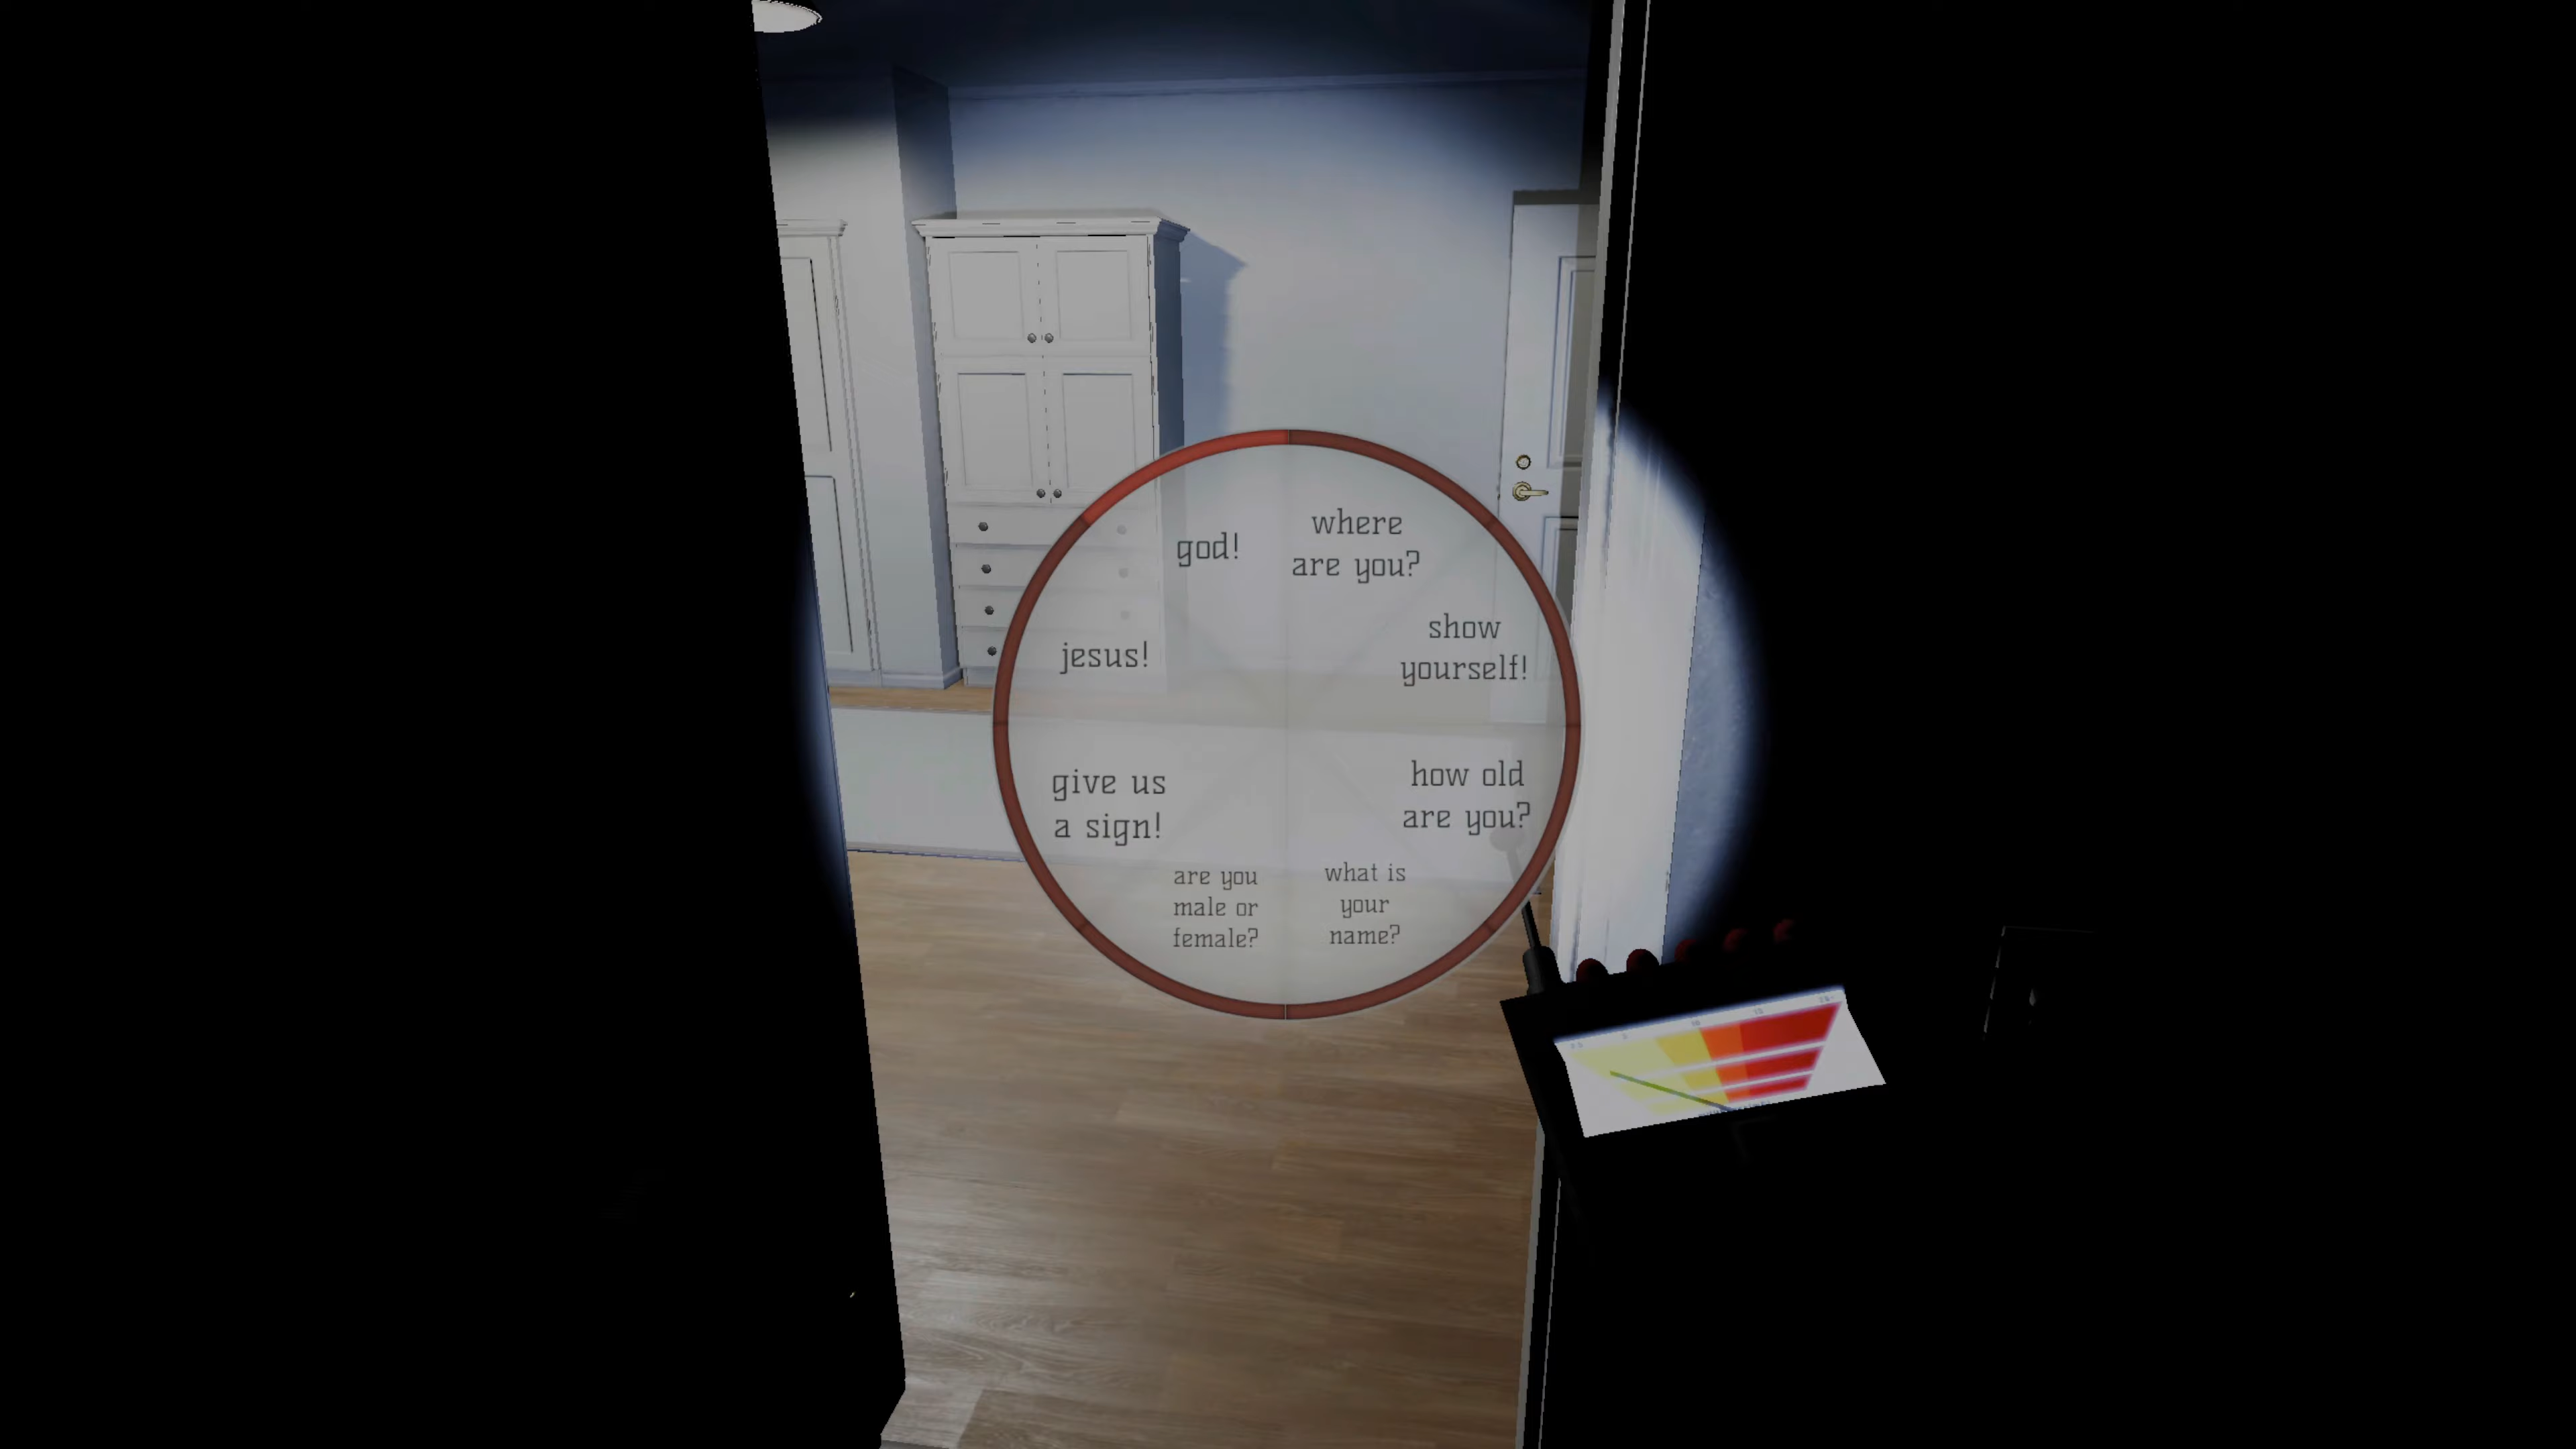 god!
where
are you?
show
yourself!
jesus!
give us
a sign!
how old
are you?
are you
male or
female?
what is
your
name?